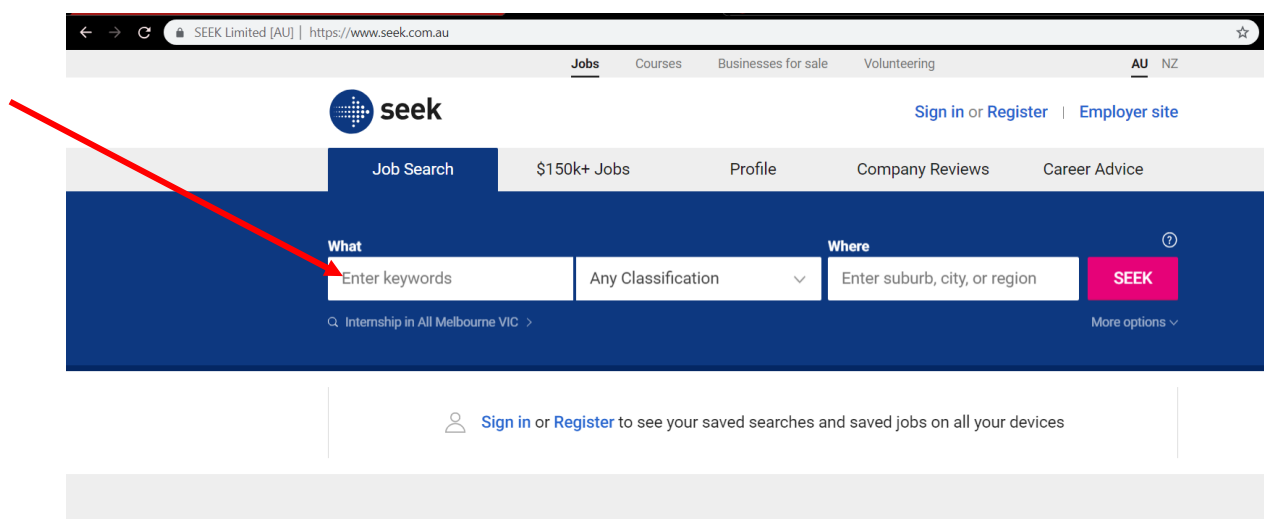 SEEK Limited [AU] | https://www.seek.com.au
Jobs Courses Businesses for sale Volunteering AU NZ
seek Sign in or Register | Employer site
Job Search $150k+ Jobs Profile Company Reviews Career Advice
What Where
Enter keywords Any Classification Enter suburb, city, or region SEEK
Internship in All Melbourne VIC > More options
Sign in or Register to see your saved searches and saved jobs on all your devices